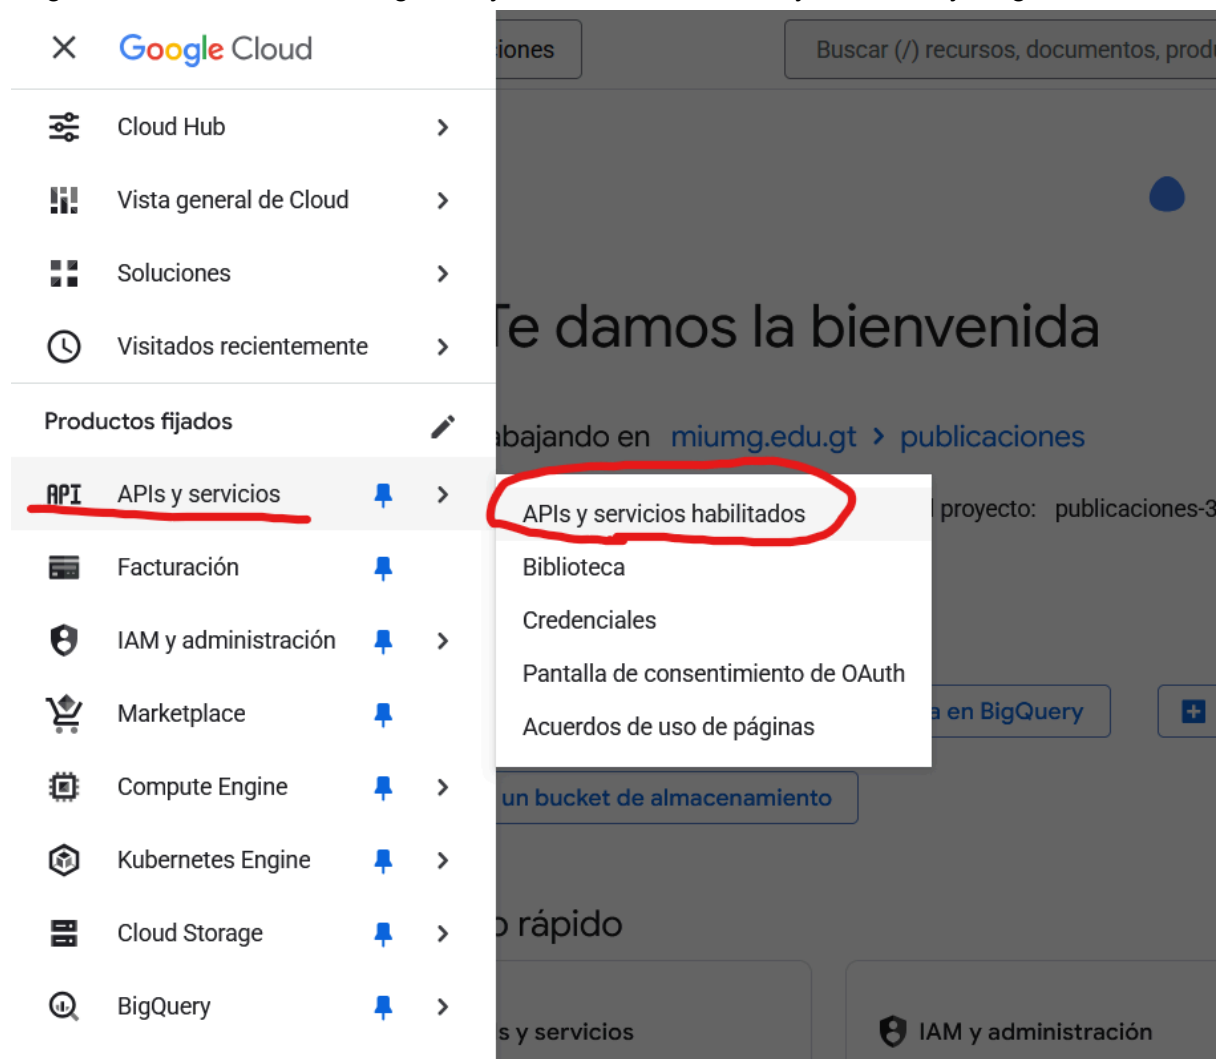 Google Cloud
iones
Buscar (/) recursos, documentos, produ
Cloud Hub
Vista general de Cloud
Soluciones
Visitados recientemente
Te damos la bienvenida
Productos fijados
abajando en miumg.edu.gt > publicaciones
API APIs y servicios
APIs y servicios habilitados
l proyecto: publicaciones-3
Facturación
Biblioteca
Credenciales
IAM y administración
Pantalla de consentimiento de OAuth
Marketplace
Acuerdos de uso de páginas
a en BigQuery
Compute Engine
un bucket de almacenamiento
Kubernetes Engine
Cloud Storage
o rápido
BigQuery
s y servicios
IAM y administración